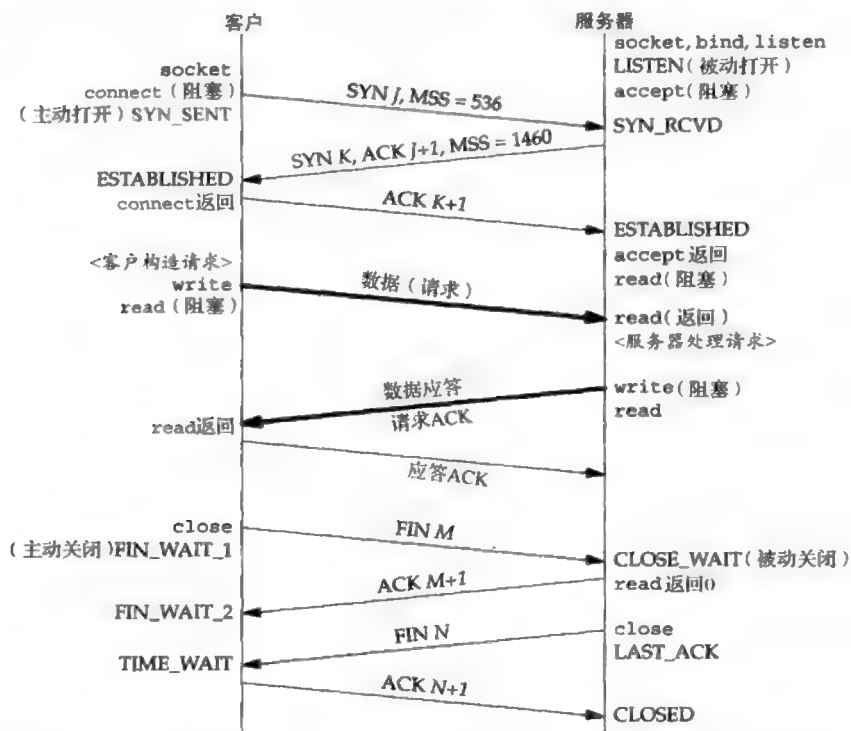 客户
服务器
socket, bind, listen
socket
LISTEN(被动打开)
connect(阻塞)
SYN J, MSS = 536
accept(阻塞)
(主动打开) SYN_SENT
SYN_RCVD
SYN K, ACK J+1, MSS = 1460
ESTABLISHED
connect返回
ACK K+1
ESTABLISHED
accept返回
<客户构造请求>
read(阻塞)
write
数据(请求)
read(阻塞)
read(返回)
<服务器处理请求>
数据应答
write(阻塞)
read返回
请求ACK
read
应答ACK
close
FIN M
(主动关闭)FIN_WAIT_1
CLOSE_WAIT(被动关闭)
ACK M+1
read返回0
FIN_WAIT_2
FIN N
close
TIME_WAIT
LAST_ACK
ACK N+1
CLOSED